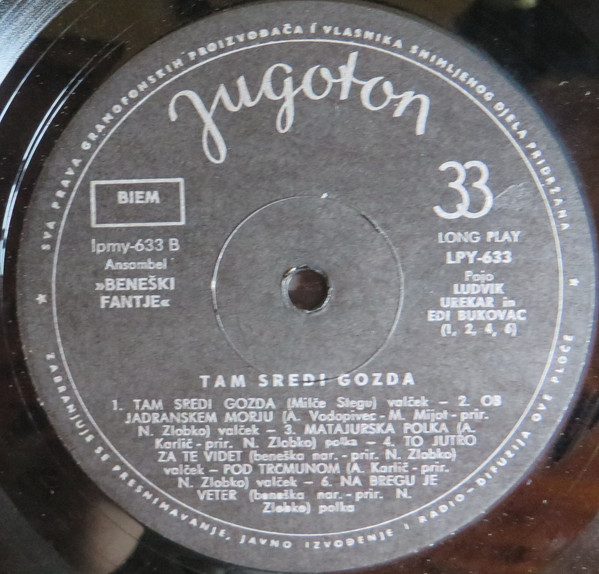 SVA PRAVA GRAMOFONSKIH PROIZVOĐAČA I VLASNIKA SNIMLJENOG DJELA PRIDRŽANA
Jugoton
BIEM
33
lpmy-633 B
LONG PLAY
Ansambel
LPY-633
»BENEŠKI
FANTJE«
Pojo
LUDVIK
UREKAR in
EDI BUKOVAC
(1, 2, 4, 6)
TAM SREDI GOZDA
1. TAM SREDI GOZDA (Milče Stegu) valček - 2. OB
JADRANSKEM MORJU (A. Vodopivec - M. Mijot - prir.
N. Zlobko) valček - 3. MATAJURSKA POLKA (A.
Karlič - prir. N. Zlobko) polka - 4. TO JUTRO
ZA TE VIDET (beneška nar. - prir. N. Zlobko)
valček - POD TRČMUNOM (A. Karlič - prir.
N. Zlobko) valček - 6. NA BREGU JE
VETER (beneška nar. - prir. N.
Zlobko) polka
ZABRANJUJE SE PRESNIMAVANJE, JAVNO IZVOĐENJE I RADIO-DIFUZIJA OVE PLOČE